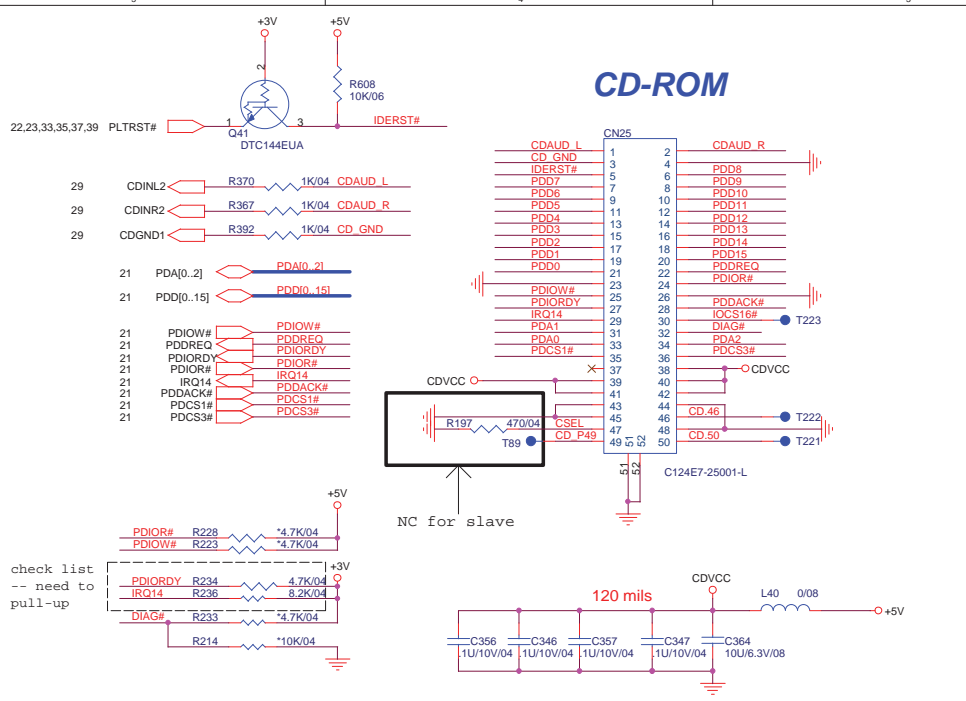 +3V
+5V
2
R608
10K/06
22,23,33,35,37,39 PLTRST#
1
3
IDERST#
Q41
DTC144EUA
CD-ROM
29 CDINL2 R370 1K/04 CDAUD_L
29 CDINR2 R367 1K/04 CDAUD_R
29 CDGND1 R392 1K/04 CD_GND
21 PDA[0..2] PDA[0..2]
21 PDD[0..15] PDD[0..15]
21 PDIOW# PDIOW#
21 PDDREQ PDDREQ
21 PDIORDY PDIORDY
21 PDIOR# PDIOR#
21 IRQ14 IRQ14
21 PDDACK# PDDACK#
21 PDCS1# PDCS1#
21 PDCS3# PDCS3#
CN25
CDAUD_L 1 2 CDAUD_R
CD_GND 3 4
IDERST# 5 6 PDD8
PDD7 7 8 PDD9
PDD6 9 10 PDD10
PDD5 11 12 PDD11
PDD4 13 14 PDD12
PDD3 15 16 PDD13
PDD2 17 18 PDD14
PDD1 19 20 PDD15
PDD0 21 22 PDDREQ
23 24 PDIOR#
PDIOW# 25 26
PDIORDY 27 28 PDDACK#
IRQ14 29 30 IOCS16# T223
PDA1 31 32 DIAG#
PDA0 33 34 PDA2
PDCS1# 35 36 PDCS3#
37 38 CDVCC
CDVCC 39 40
41 42
43 44
45 46 CD.46 T222
R197 470/04 CSEL 47 48
T89 CD_P49 49 50 CD.50 T221
51 52
51 52
C124E7-25001-L
NC for slave
+5V
PDIOR# R228 *4.7K/04
PDIOW# R223 *4.7K/04
check list
-- need to
pull-up
+3V
PDIORDY R234 4.7K/04
IRQ14 R236 8.2K/04
DIAG# R233 *4.7K/04
R214 *10K/04
120 mils
CDVCC
L40 0/08
+5V
C356 .1U/10V/04
C346 .1U/10V/04
C357 .1U/10V/04
C347 .1U/10V/04
C364 10U/6.3V/08